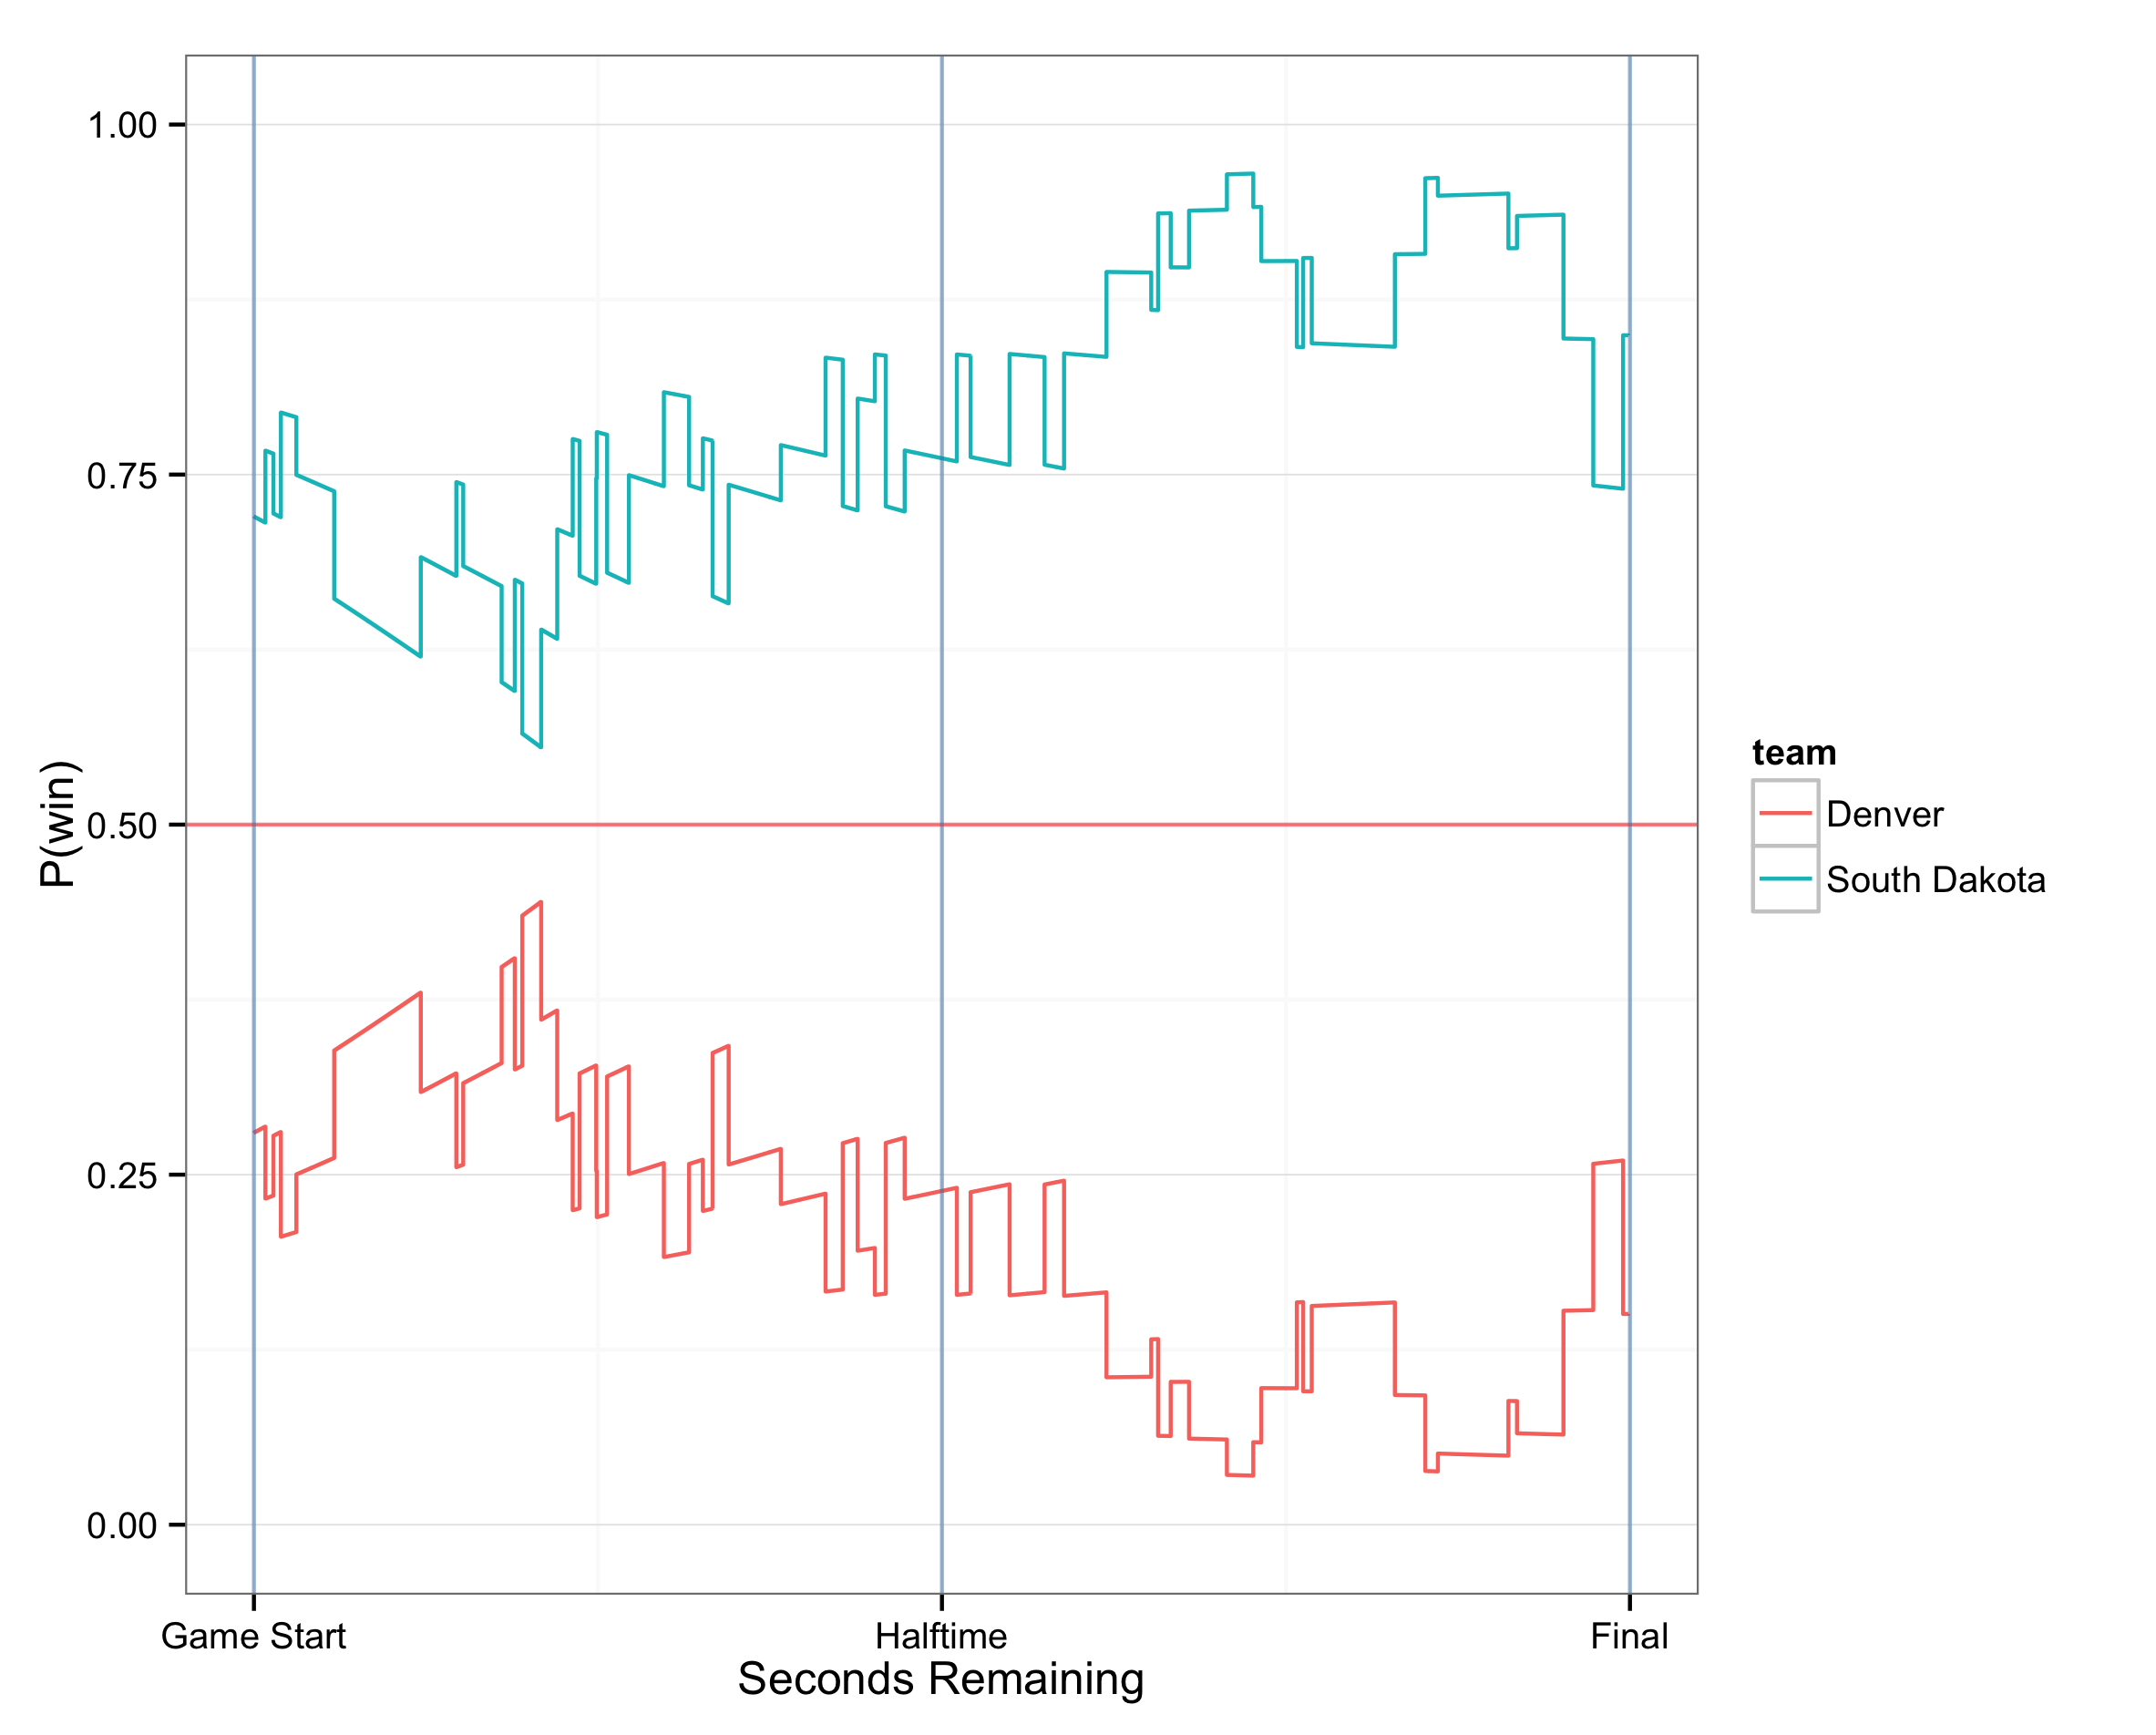 1.00
0.75
0.50
0.25
0.00
P(win)
Game Start
Halftime
Final
Seconds Remaining
team
Denver
South Dakota